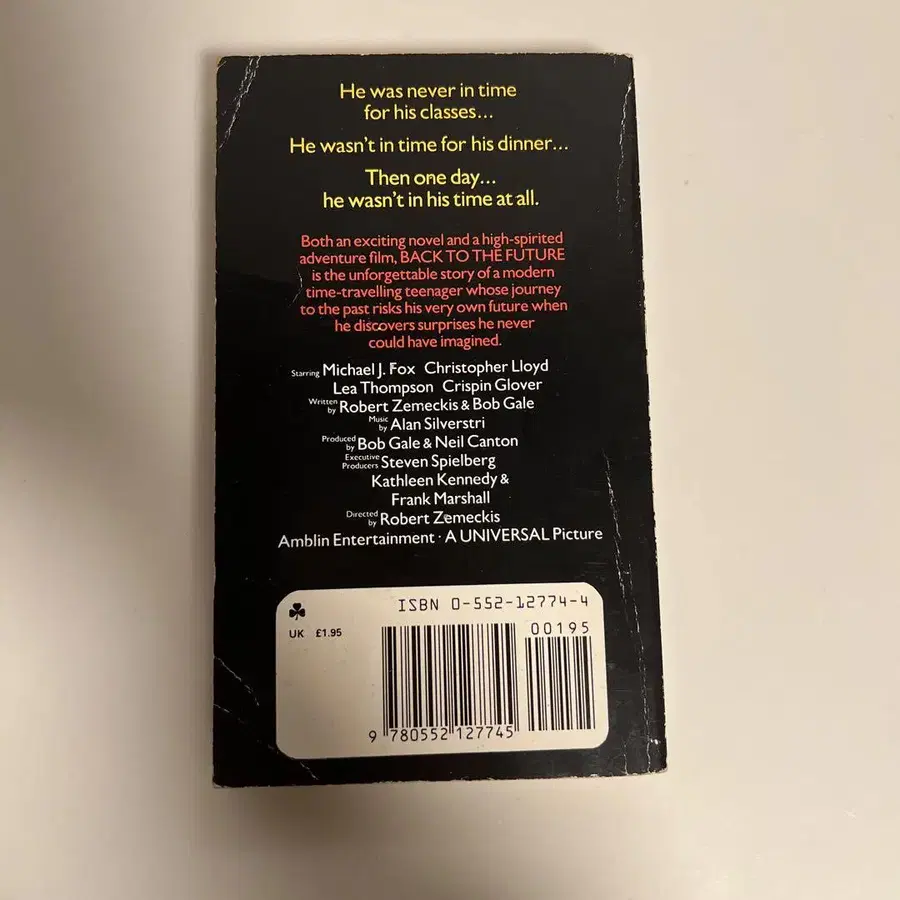 He was never in time
for his classes...
He wasn't in time for his dinner...
Then one day...
he wasn't in his time at all.
Both an exciting novel and a high-spirited
adventure film, BACK TO THE FUTURE
is the unforgettable story of a modern
time-travelling teenager whose journey
to the past risks his very own future when
he discovers surprises he never
could have imagined.
Starring Michael J. Fox Christopher Lloyd
Lea Thompson Crispin Glover
Written by Robert Zemeckis & Bob Gale
Music by Alan Silverstri
Produced by Bob Gale & Neil Canton
Executive Producers Steven Spielberg
Kathleen Kennedy &
Frank Marshall
Directed by Robert Zemeckis
Amblin Entertainment · A UNIVERSAL Picture
ISBN 0-552-12774-4
UK £1.95
00195
9 780552 127745